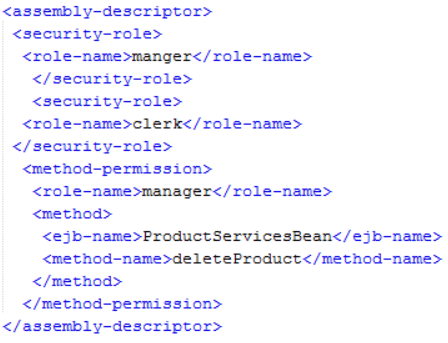 <assembly-descriptor>
<security-role>
<role-name>manger</role-name>
</security-role>
<security-role>
<role-name>clerk</role-name>
</security-role>
<method-permission>
<role-name>manager</role-name>
<method>
<ejb-name>ProductServicesBean</ejb-name>
<method-name>deleteProduct</method-name>
</method>
</method-permission>
</assembly-descriptor>